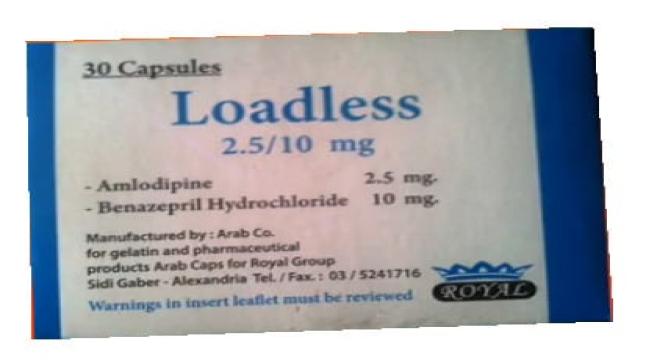 30 Capsules
Loadless
2.5/10 mg
- Amlodipine 2.5 mg.
- Benazepril Hydrochloride 10 mg.
Manufactured by : Arab Co.
for gelatin and pharmaceutical
products Arab Caps for Royal Group
Sidi Gaber - Alexandria Tel. / Fax. : 03 / 5241716
Warnings in insert leaflet must be reviewed
ROYAL